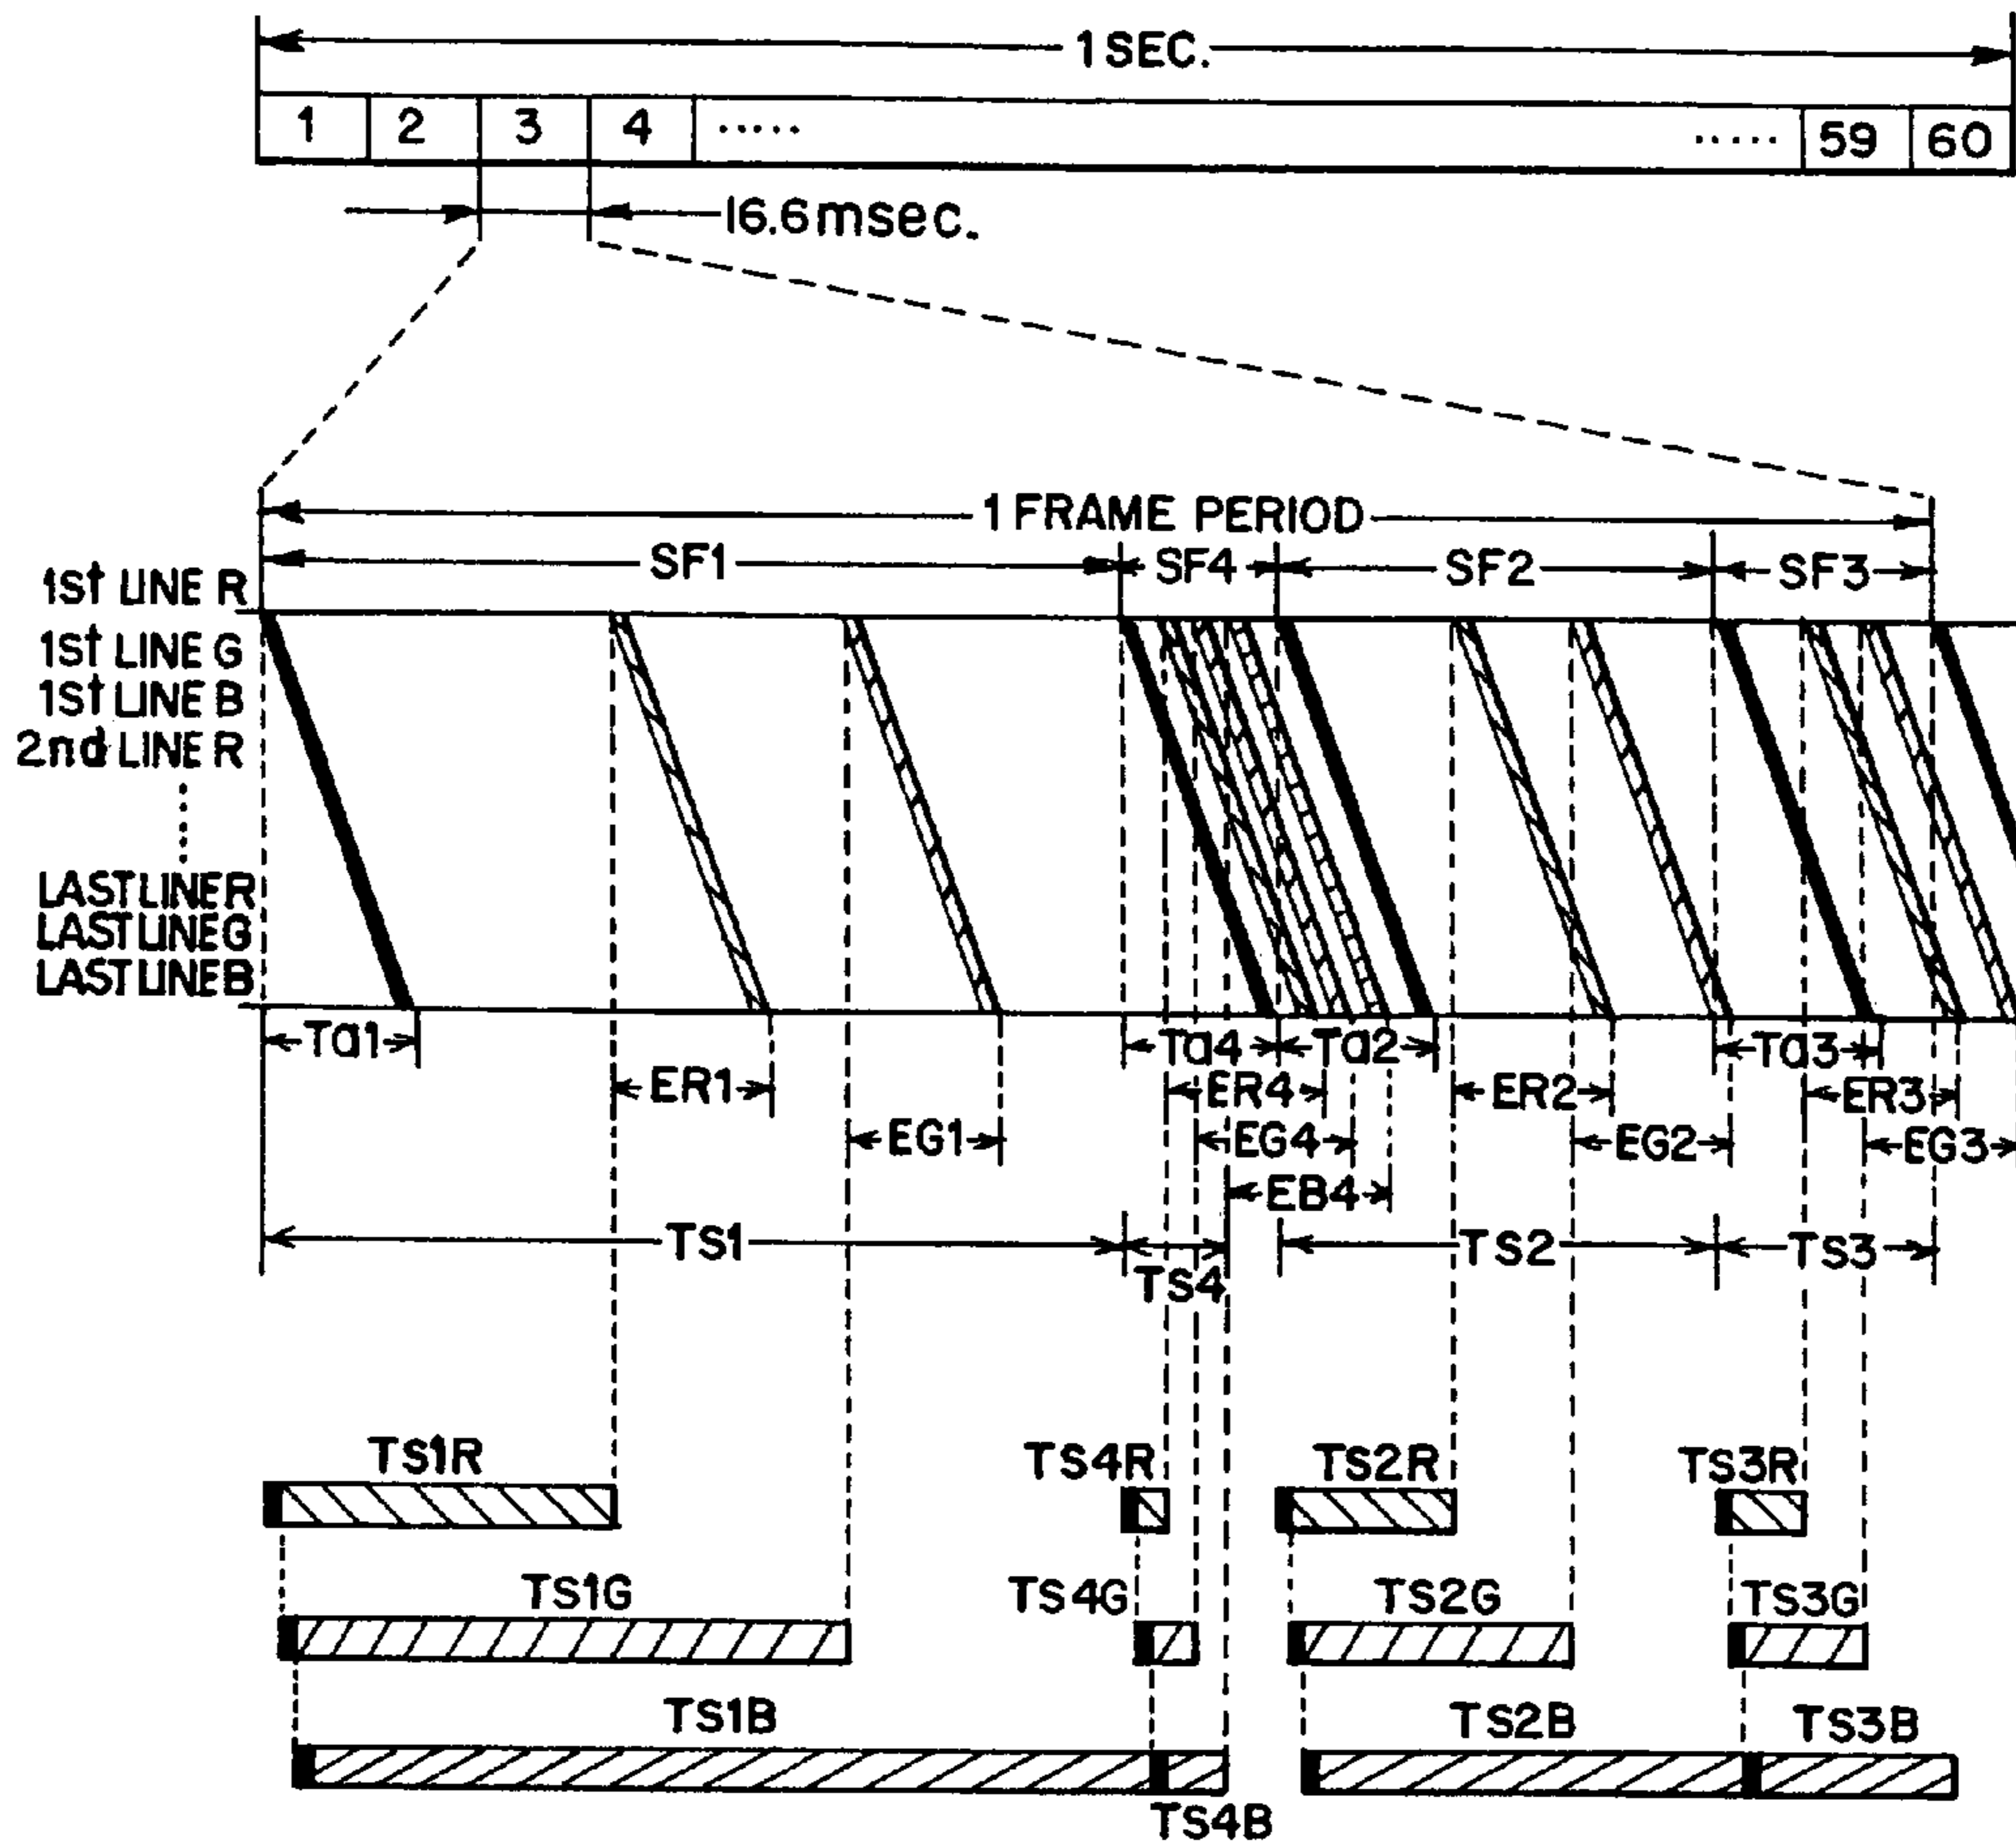 1 SEC.
1 2 3 4 ..... ..... 59 60
16.6msec.
1 FRAME PERIOD
SF1 SF4 SF2 SF3
1st LINE R
1st LINE G
1st LINE B
2nd LINE R
LAST LINE R
LAST LINE G
LAST LINE B
Ta1 Ta4 Ta2 Ta3
ER1 ER4 ER2 ER3
EG1 EG4 EG2 EG3
EB4
TS1 TS2 TS3
TS4
TS1R TS4R TS2R TS3R
TS1G TS4G TS2G TS3G
TS1B TS2B TS3B
TS4B